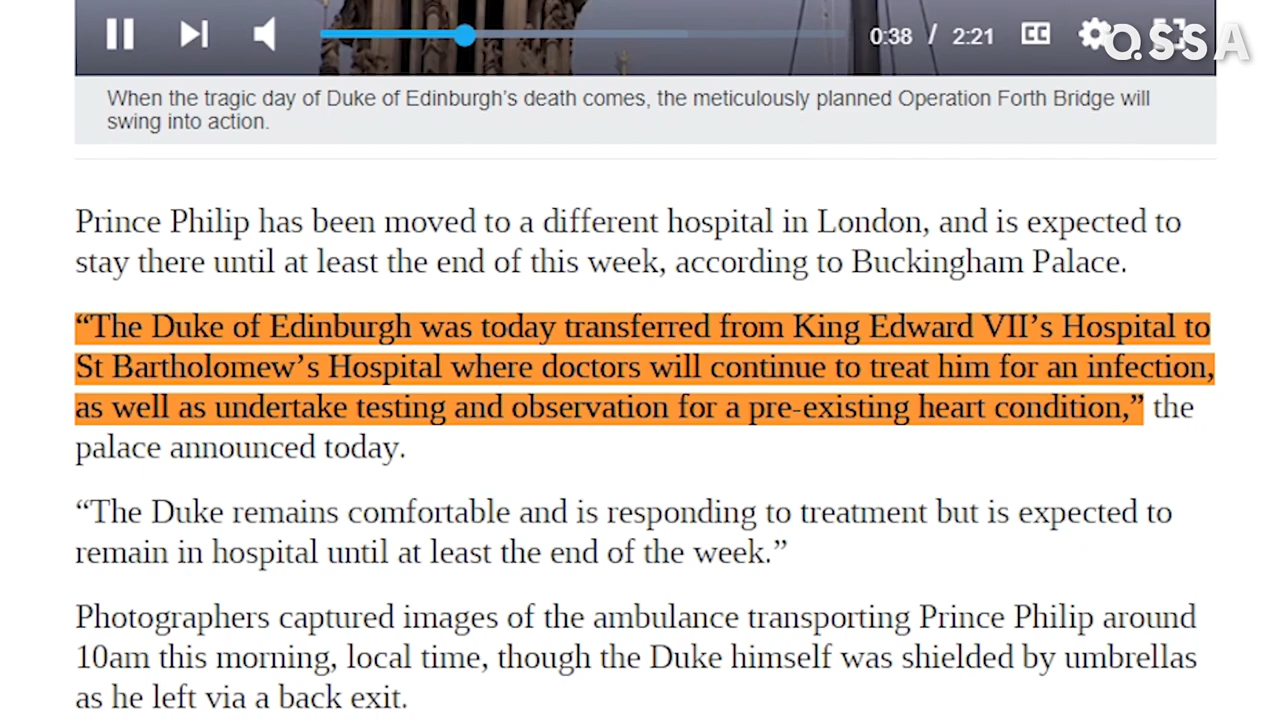 0:38 / 2:21 CC
OSSA
When the tragic day of Duke of Edinburgh's death comes, the meticulously planned Operation Forth Bridge will
swing into action.
Prince Philip has been moved to a different hospital in London, and is expected to
stay there until at least the end of this week, according to Buckingham Palace.
“The Duke of Edinburgh was today transferred from King Edward VII’s Hospital to
St Bartholomew’s Hospital where doctors will continue to treat him for an infection,
as well as undertake testing and observation for a pre-existing heart condition,” the
palace announced today.
“The Duke remains comfortable and is responding to treatment but is expected to
remain in hospital until at least the end of the week.”
Photographers captured images of the ambulance transporting Prince Philip around
10am this morning, local time, though the Duke himself was shielded by umbrellas
as he left via a back exit.